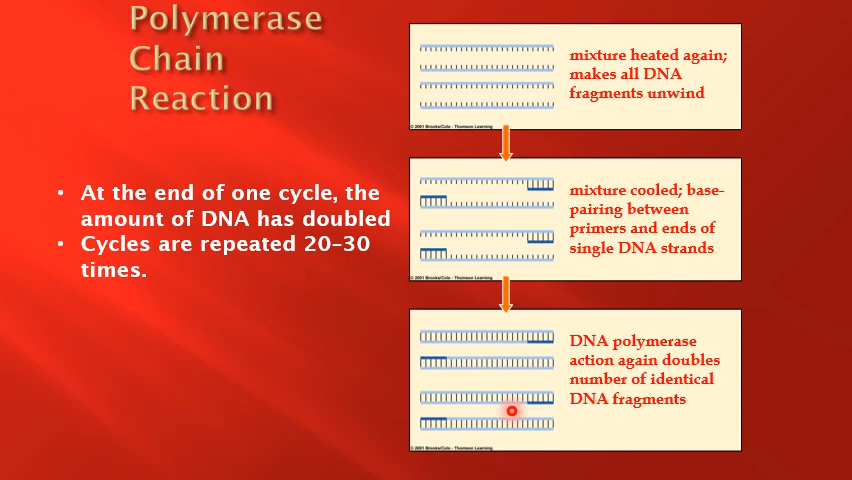 Polymerase
Chain
Reaction
• At the end of one cycle, the
amount of DNA has doubled
• Cycles are repeated 20–30
times.
mixture heated again;
makes all DNA
fragments unwind
© 2001 Brooks/Cole - Thomson Learning
mixture cooled; base-
pairing between
primers and ends of
single DNA strands
© 2001 Brooks/Cole - Thomson Learning
DNA polymerase
action again doubles
number of identical
DNA fragments
© 2001 Brooks/Cole - Thomson Learning